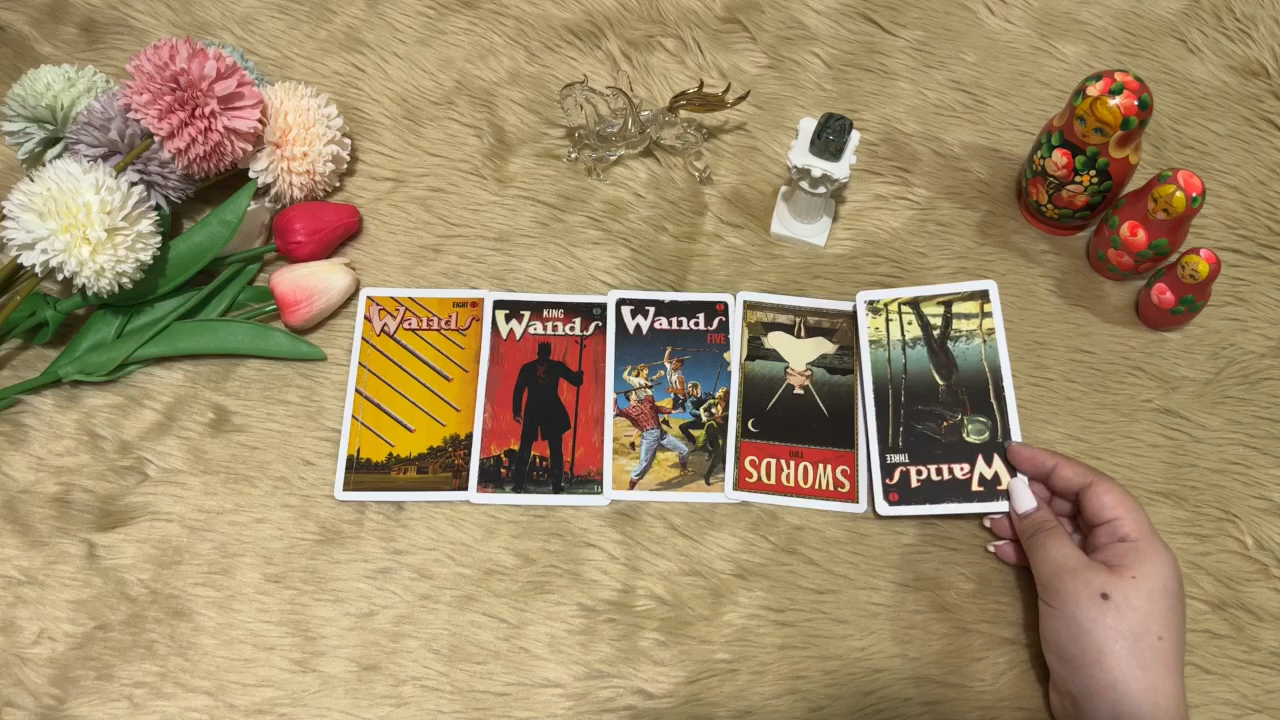 EIGHT
Wands
KING
Wands
Wands
FIVE
SWORDS
TWO
Wands
THREE